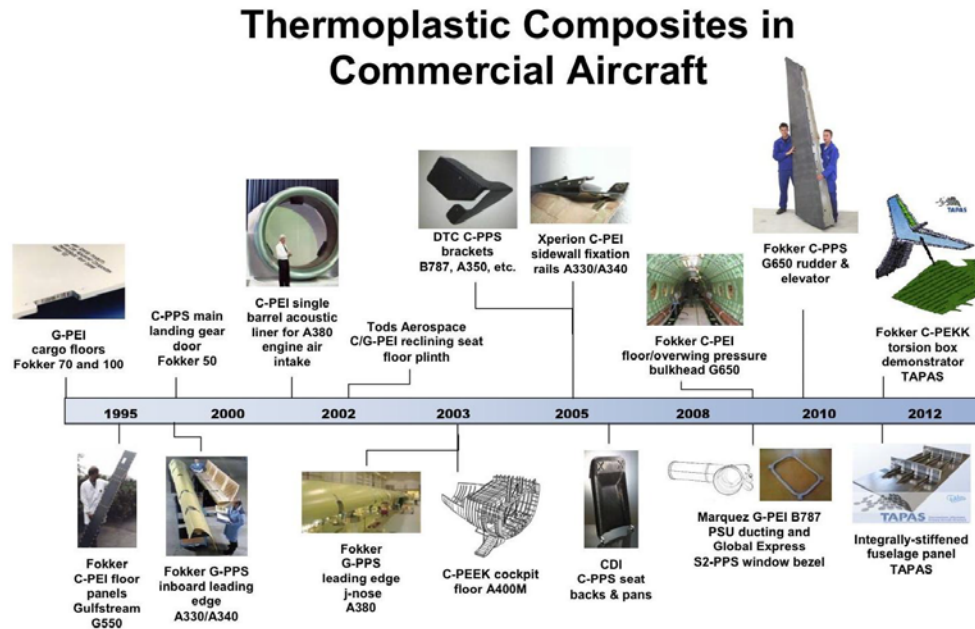 Thermoplastic Composites in
Commercial Aircraft
G-PEI
cargo floors
Fokker 70 and 100
C-PPS main
landing gear
door
Fokker 50
C-PEI single
barrel acoustic
liner for A380
engine air
intake
Tods Aerospace
C/G-PEI reclining seat
floor plinth
DTC C-PPS
brackets
B787, A350, etc.
Xperion C-PEI
sidewall fixation
rails A330/A340
Fokker C-PEI
floor/overwing pressure
bulkhead G650
Fokker C-PPS
G650 rudder &
elevator
TAPAS
Fokker C-PEKK
torsion box
demonstrator
TAPAS
1995
2000
2002
2003
2005
2008
2010
2012
Fokker
C-PEI floor
panels
Gulfstream
G550
Fokker G-PPS
inboard leading
edge
A330/A340
Fokker
G-PPS
leading edge
j-nose
A380
C-PEEK cockpit
floor A400M
CDI
C-PPS seat
backs & pans
Marquez G-PEI B787
PSU ducting and
Global Express
S2-PPS window bezel
TAPAS
Integrally-stiffened
fuselage panel
TAPAS